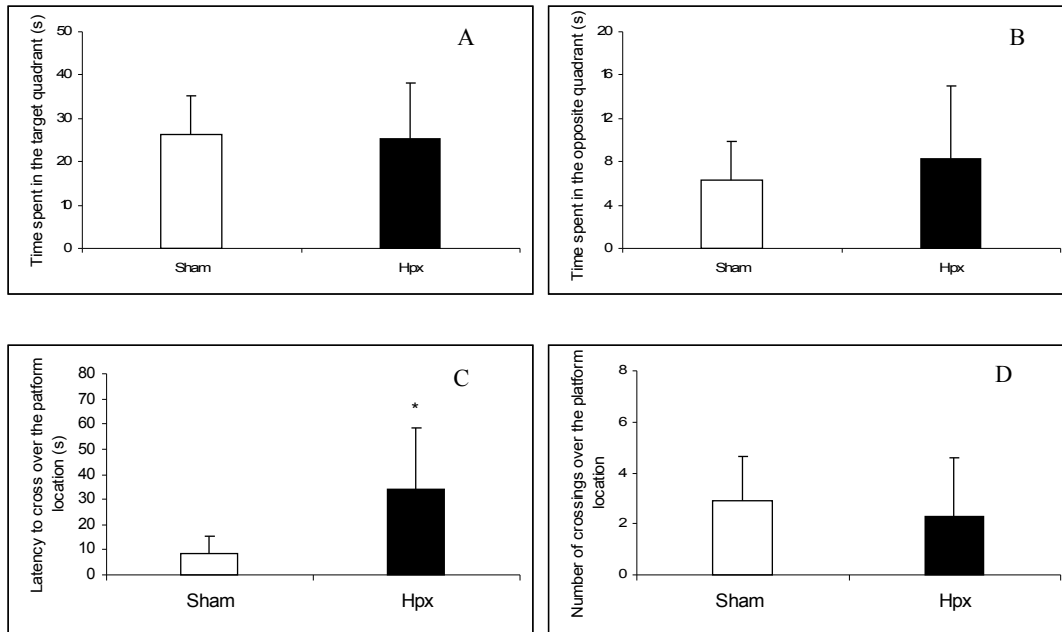 A
Time spent in the target quadrant (s)
50
40
30
20
10
0
Sham
Hpx
B
Time spent in the opposite quadrant (s)
20
16
12
8
4
0
Sham
Hpx
C
Latency to cross over the patform
location (s)
80
70
60
50
40
30
20
10
0
*
Sham
Hpx
D
Number of crossings over the platform
location
8
6
4
2
0
Sham
Hpx